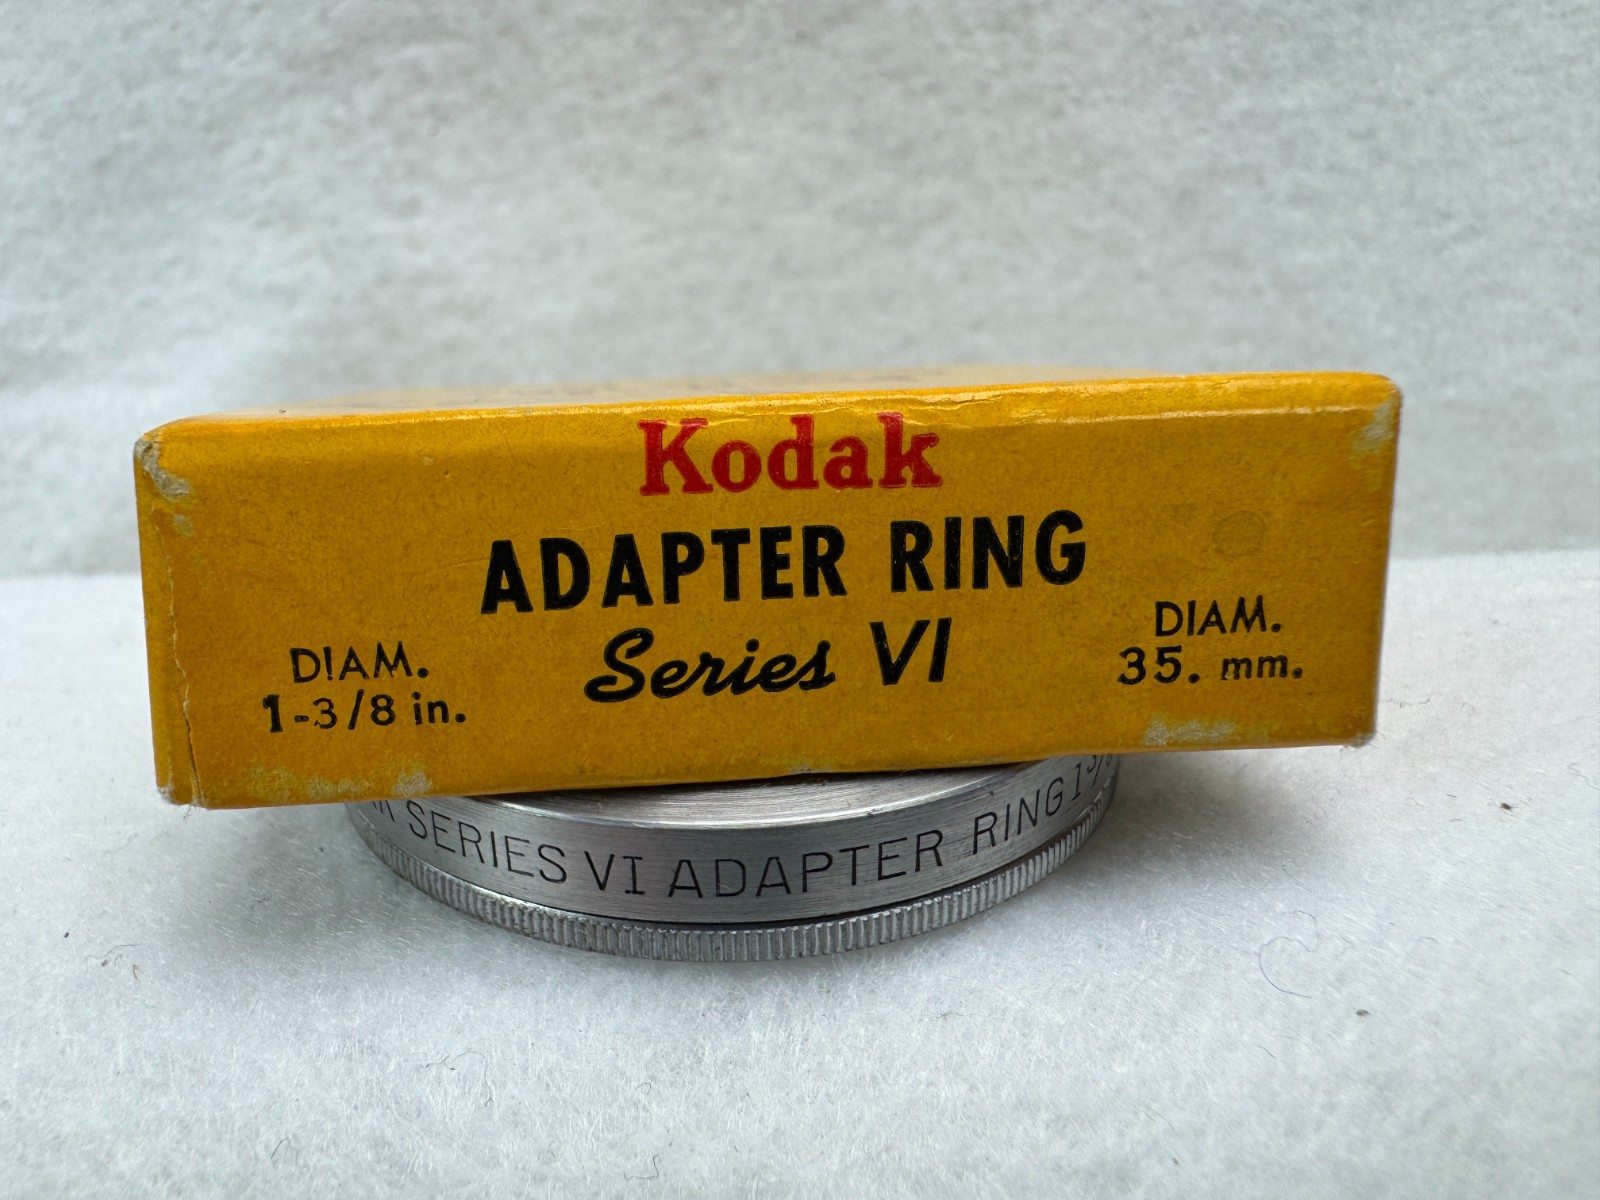 Kodak
ADAPTER RING
Series VI
DIAM.
1-3/8 in.
DIAM.
35. mm.
SERIES VI ADAPTER RING